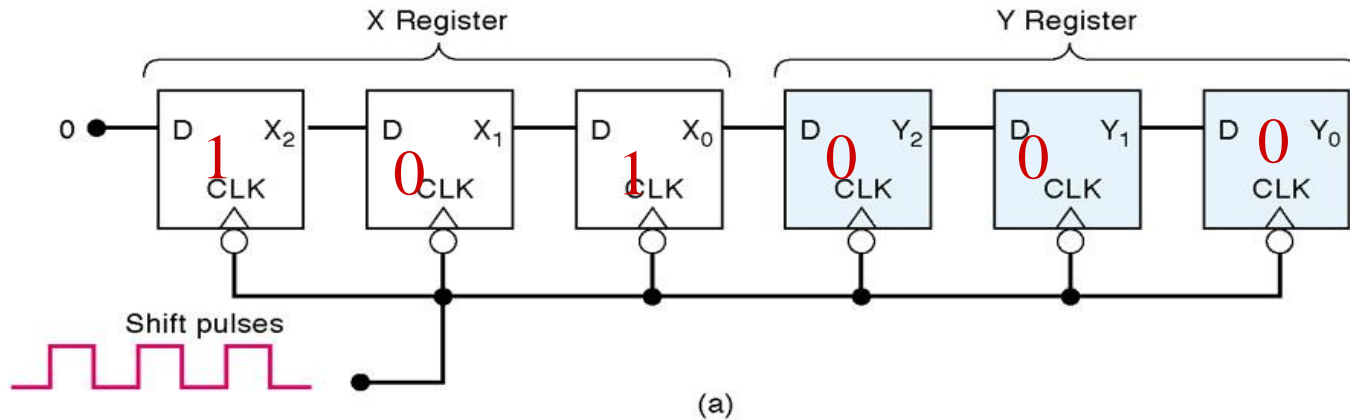 X Register Y Register
0 D X₂ D X₁ D X₀ D Y₂ D Y₁ D Y₀
1 0 1 0 0 0
CLK CLK CLK CLK CLK CLK
Shift pulses
(a)